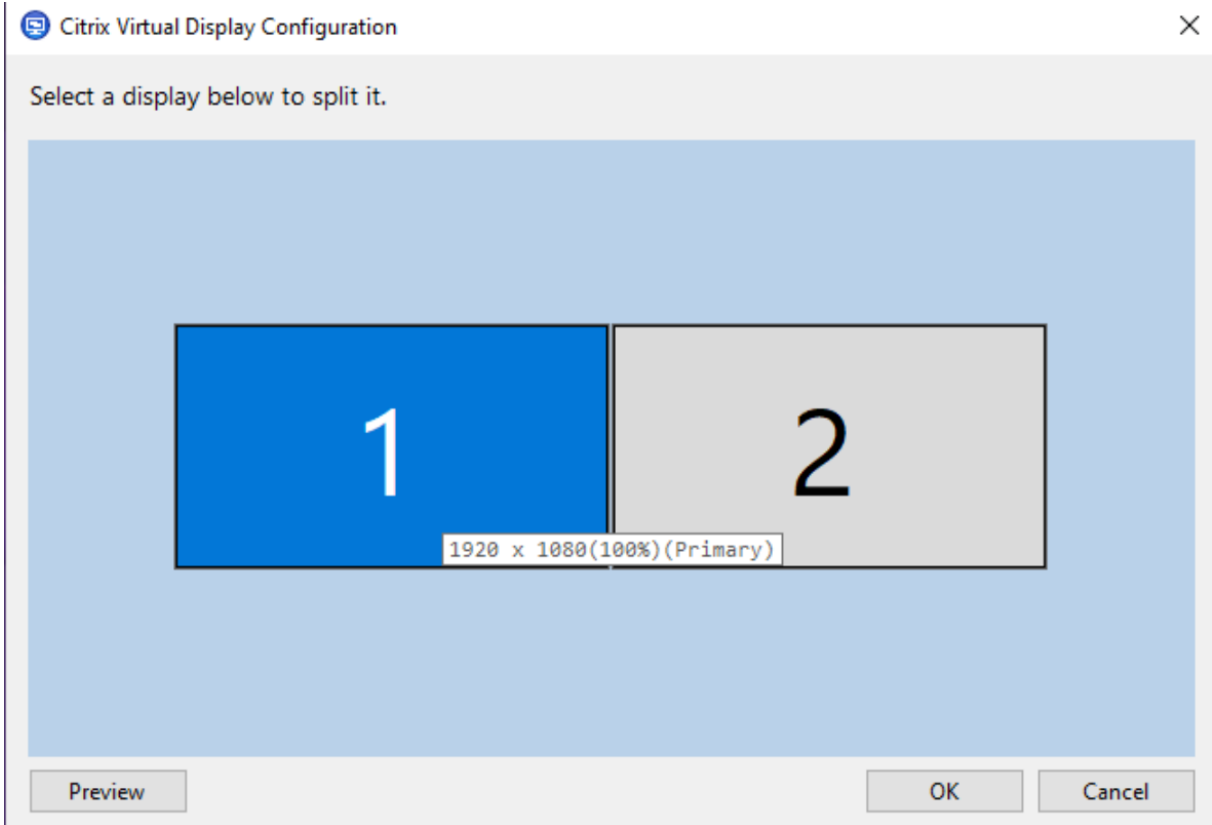 Citrix Virtual Display Configuration
Select a display below to split it.
1
2
1920 x 1080(100%)(Primary)
Preview
OK
Cancel